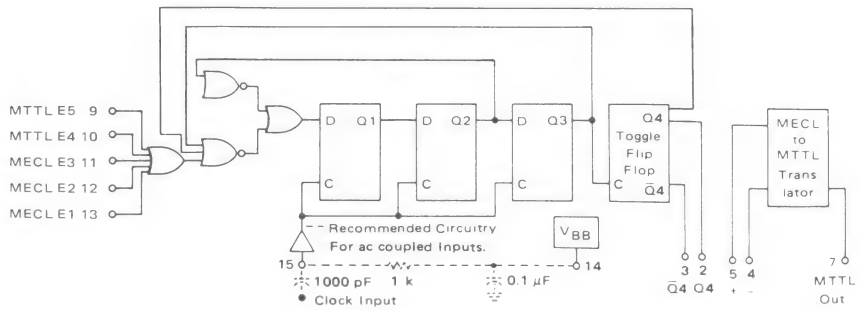 MTTL E5 9
MTTL E4 10
MECL E3 11
MECL E2 12
MECL E1 13
D Q1
C
D Q2
C
D Q3
C
Q4
Toggle
Flip
Flop
C Q̅4
MECL
to
MTTL
Trans
lator
Recommended Circuitry
For ac coupled Inputs.
VBB
15
14
1000 pF
1 k
0.1 µF
Clock Input
3 2
Q̅4 Q4
5 4
+ -
7
MTTL
Out